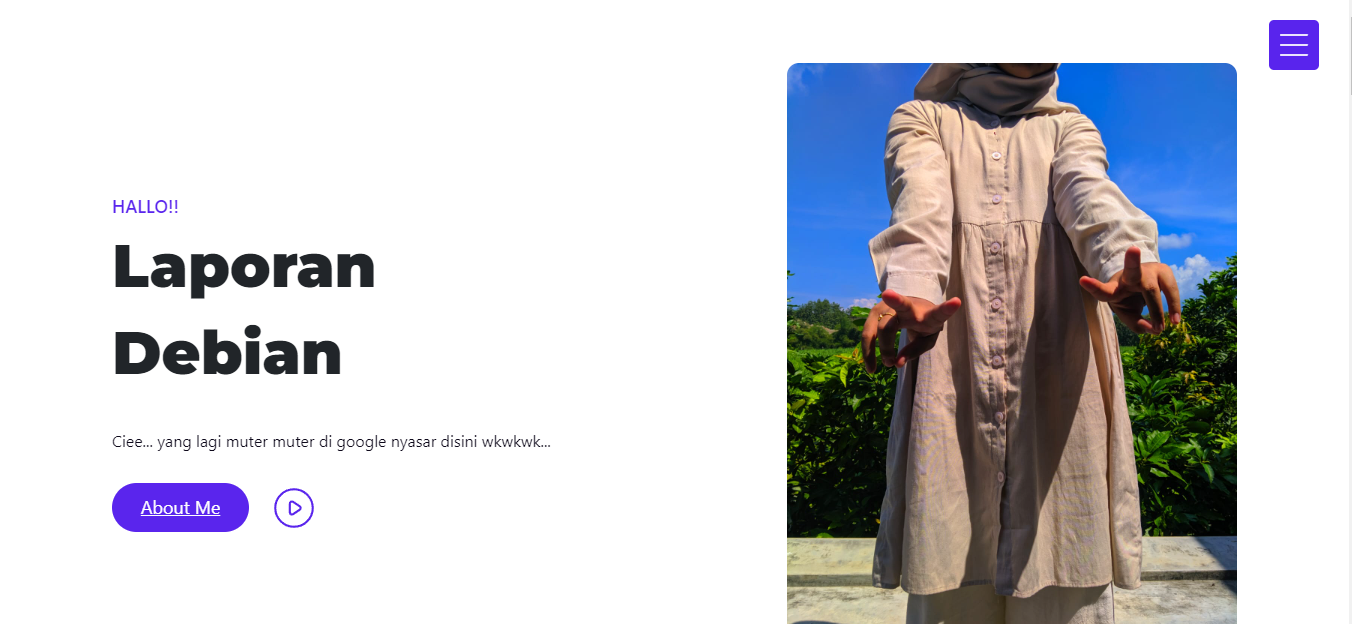 HALLO!!
Laporan
Debian
Ciee... yang lagi muter muter di google nyasar disini wkwkwk...
About Me